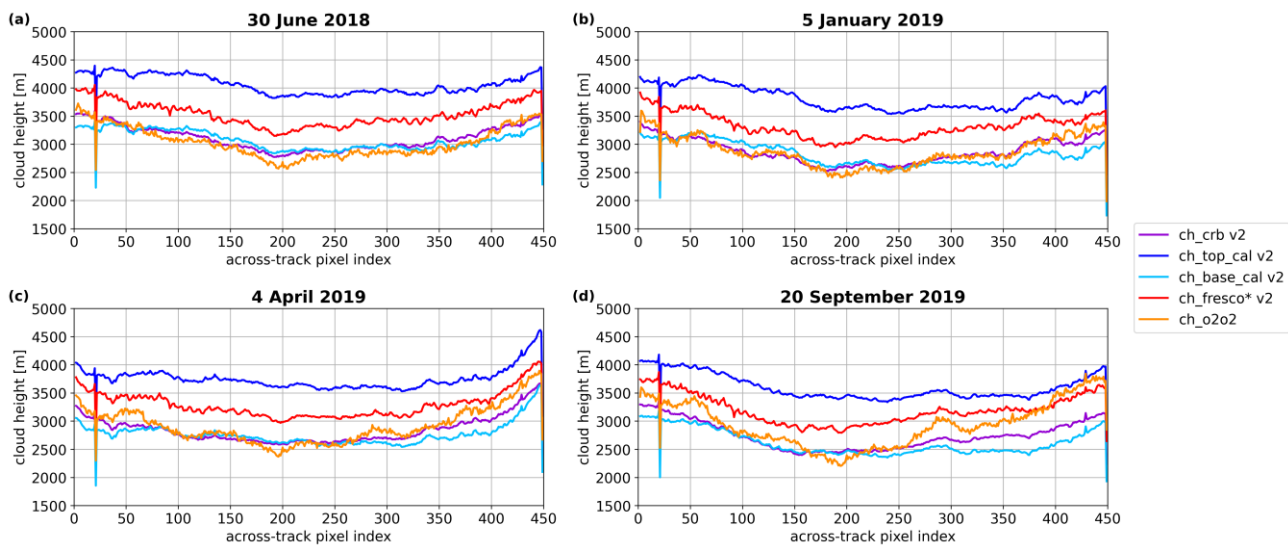 (a)
30 June 2018
5000
4500
4000
3500
3000
2500
2000
1500
cloud height [m]
0 50 100 150 200 250 300 350 400 450
across-track pixel index
(b)
5 January 2019
5000
4500
4000
3500
3000
2500
2000
1500
cloud height [m]
0 50 100 150 200 250 300 350 400 450
across-track pixel index
(c)
4 April 2019
5000
4500
4000
3500
3000
2500
2000
1500
cloud height [m]
0 50 100 150 200 250 300 350 400 450
across-track pixel index
(d)
20 September 2019
5000
4500
4000
3500
3000
2500
2000
1500
cloud height [m]
0 50 100 150 200 250 300 350 400 450
across-track pixel index
ch_crb v2
ch_top_cal v2
ch_base_cal v2
ch_fresco* v2
ch_o2o2